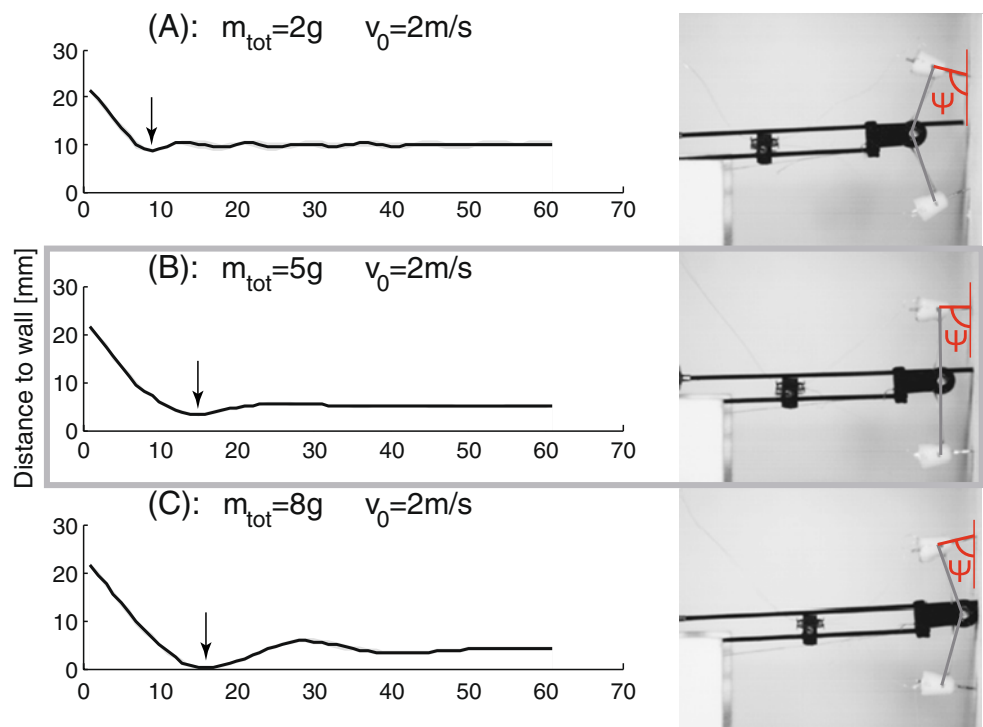 (A): m_tot=2g v_0=2m/s
30
20
10
0
0 10 20 30 40 50 60 70
Ψ
Distance to wall [mm]
(B): m_tot=5g v_0=2m/s
30
20
10
0
0 10 20 30 40 50 60 70
Ψ
(C): m_tot=8g v_0=2m/s
30
20
10
0
0 10 20 30 40 50 60 70
Ψ